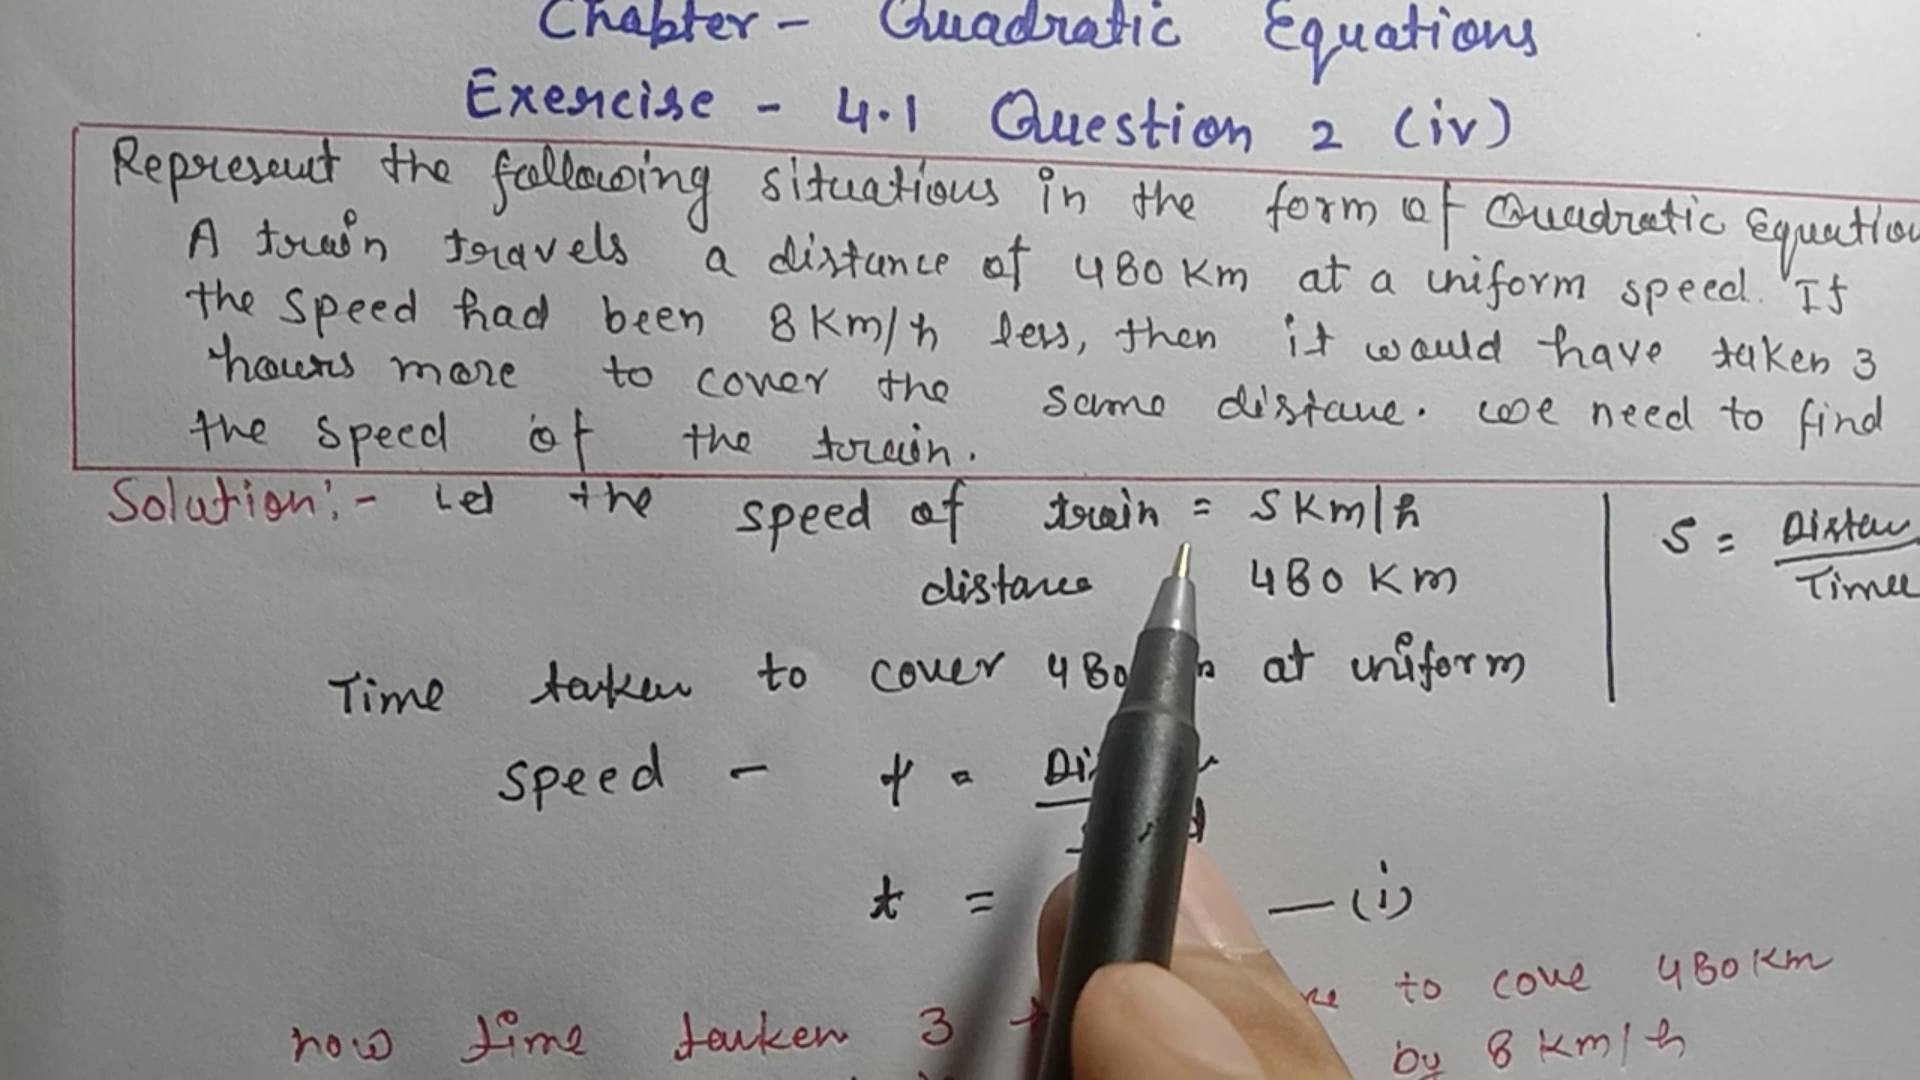 Chapter - Quadratic Equations
Exercise - 4.1 Question 2 (iv)
Represent the following situations in the form of Quadratic Equation
A train travels a distance of 480 Km at a uniform speed. If
the speed had been 8 Km/h less, then it would have taken 3
hours more to cover the same distance. we need to find
the speed of the train.
Solution:- Let the speed of train = S Km/h
S =
Time
distance 480 Km
Time taken to cover 480 at uniform
speed - t =
t = — (i)
now time taken 3 to cove 480 Km
by 8 Km/h